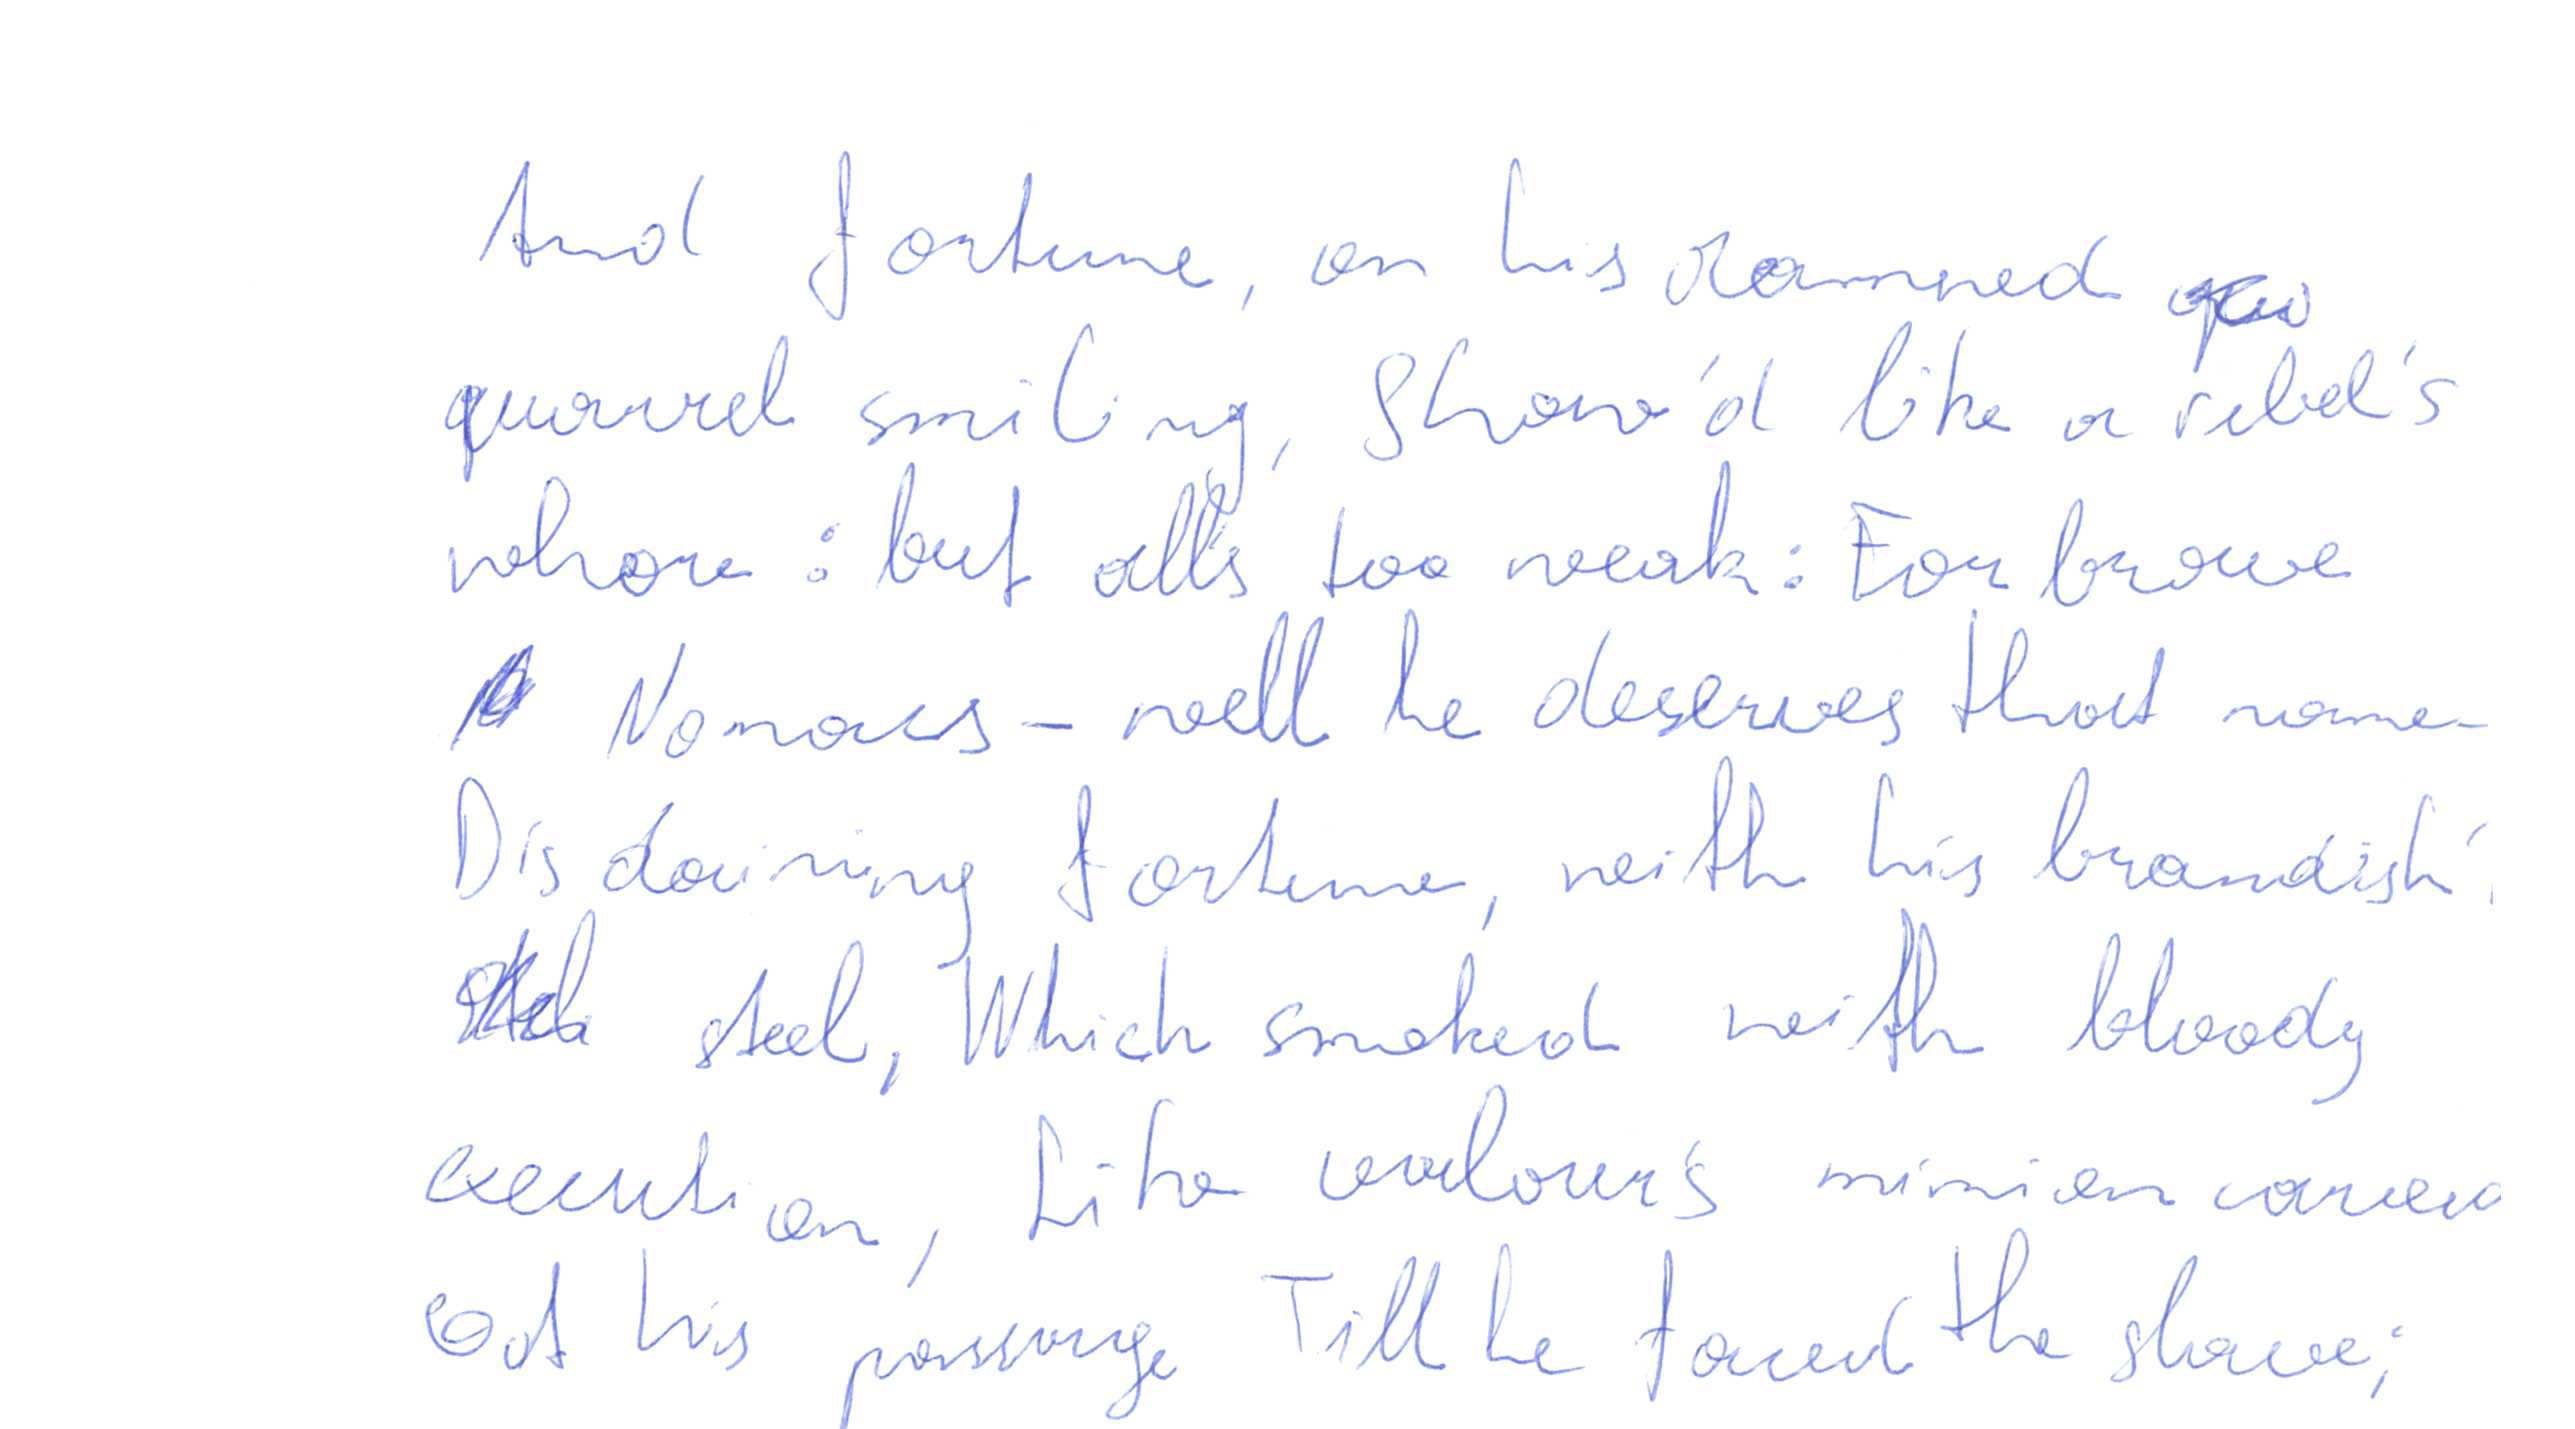 And fortune, on his damned
quarrel smiling, Show'd like a rebel's
whore: but all's too weak: For brave
Nomacs - well he deserves that name-
Disdaining fortune, with his brandish'
steel, Which smoked with bloody
execution, Like valour's minion carved
Out his passage Till he faced the slave;